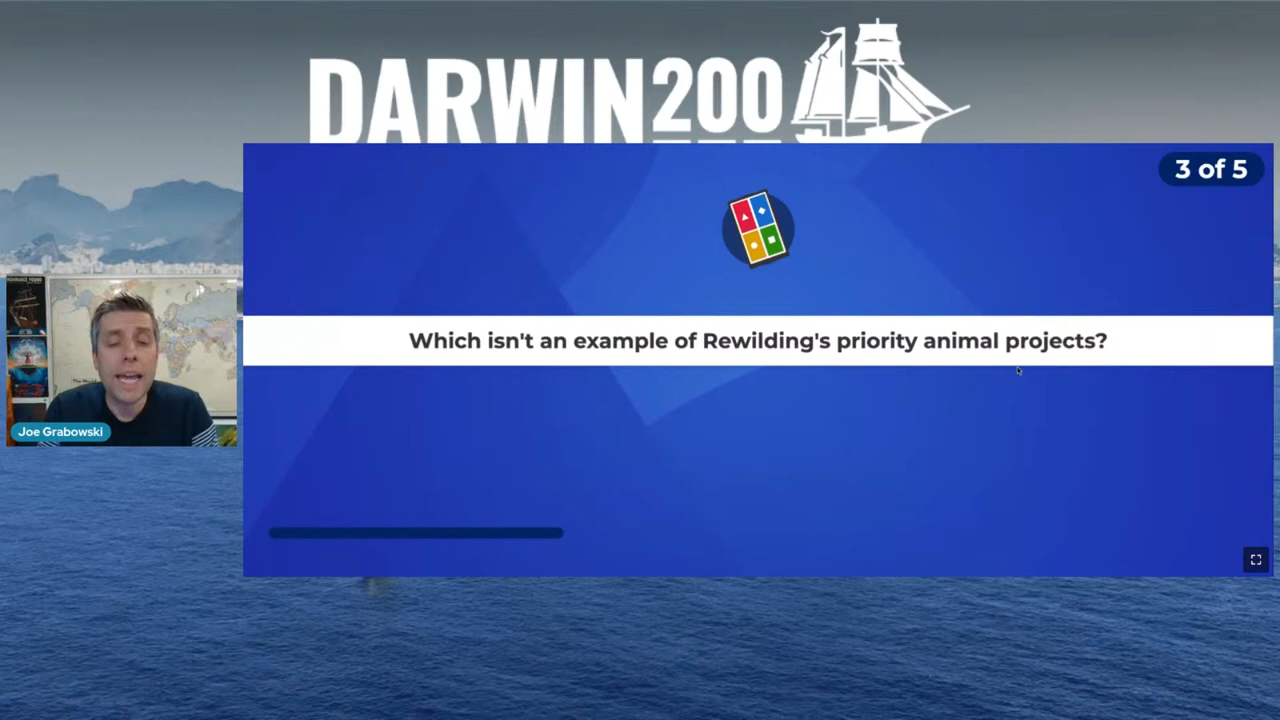 DARWIN200
3 of 5
Which isn't an example of Rewilding's priority animal projects?
Joe Grabowski